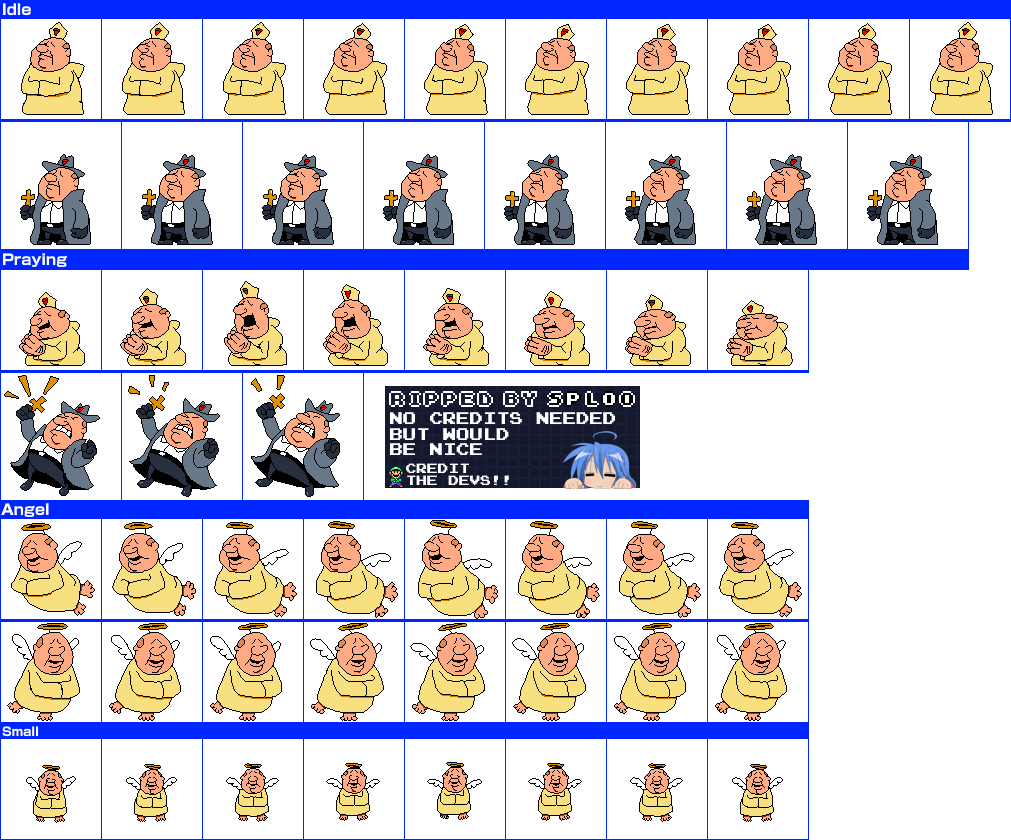 Idle
Praying
RIPPED BY SPLOO
NO CREDITS NEEDED
BUT WOULD
BE NICE
CREDIT
THE DEVS!!
Angel
Small